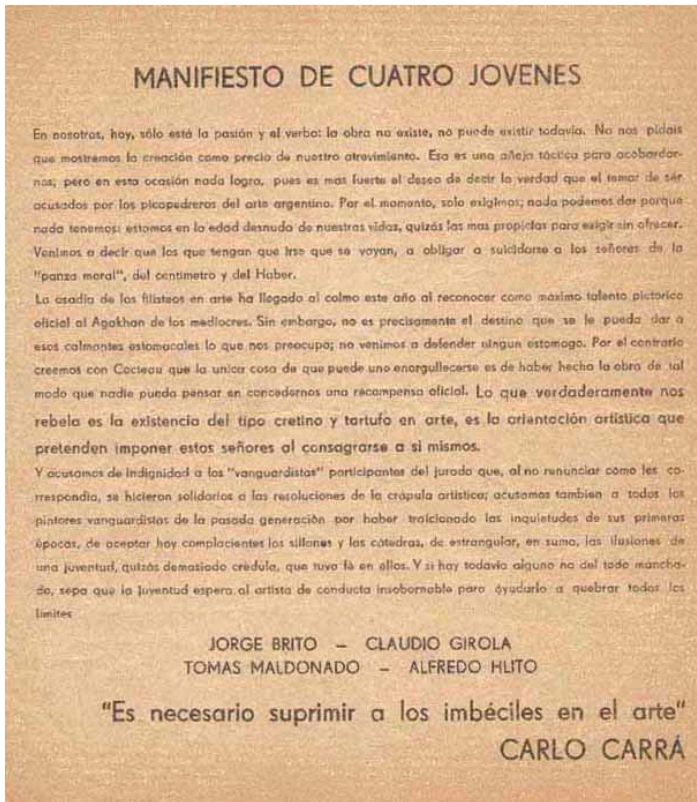 MANIFIESTO DE CUATRO JOVENES
En nosotros, hoy, sólo está la pasión y el verbo: la obra no existe, no puede existir todavía. No nos pidais
que mostremos la creación como precio de nuestro atrevimiento. Esa es una añeja táctica para acobardar-
nos; pero en esta ocasión nada logra, pues es mas fuerte el deseo de decir la verdad que el temor de ser
acusados por los picapedreros del arte argentino. Por el momento, solo exigimos; nada podemos dar porque
nada tenemos: estamos en la edad desnuda de nuestras vidas, quizás las mas propicias para exigir sin ofrecer.
Venimos a decir que los que tengan que irse que se vayan, a obligar a suicidarse a los señores de la
"panza moral", del centimetro y del Haber.
La osadía de los filisteos en arte ha llegado al colmo este año al reconocer como máximo talento pictórico
oficial al Agakhan de los mediocres. Sin embargo, no es precisamente el destino que se le pueda dar a
esos calmantes estomacales lo que nos preocupa; no venimos a defender ningun estomago. Por el contrario
creemos con Cocteau que la unica cosa de que puede uno enorgullecerse es de haber hecho la obra de tal
modo que nadie pueda pensar en concedernos una recompensa oficial. Lo que verdaderamente nos
rebela es la existencia del tipo cretino y tartufo en arte, es la orientación artística que
pretenden imponer estos señores al consagrarse a si mismos.
Y acusamos de indignidad a los "vanguardistas" participantes del jurado que, al no renunciar como les co-
rrespondia, se hicieron solidarios a las resoluciones de la crápula artística; acusamos tambien a todos los
pintores vanguardistas de la pasada generación por haber traicionado las inquietudes de sus primeras
épocas, de aceptar hoy complacientes los sillones y las cátedras, de estrangular, en suma, las ilusiones de
una juventud, quizás demasiado crédula, que tuvo fé en ellos. Y si hay todavia alguno no del todo mancha-
do, sepa que la juventud espera al artista de conducta insobornable para ayudarlo a quebrar todos los
limites
JORGE BRITO – CLAUDIO GIROLA
TOMAS MALDONADO – ALFREDO HLITO
"Es necesario suprimir a los imbéciles en el arte"
CARLO CARRÁ